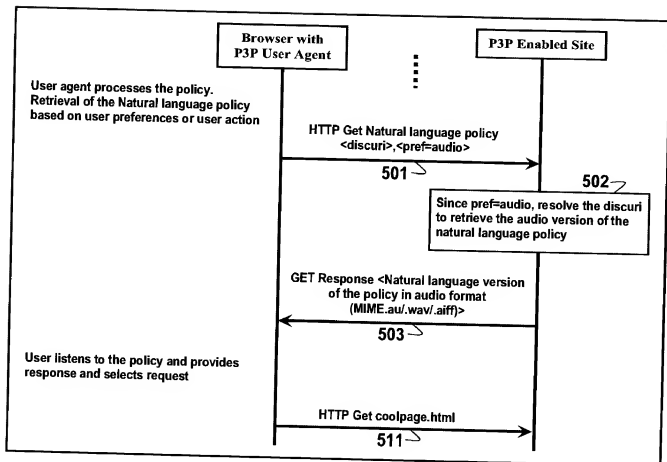 Browser with
P3P User Agent
P3P Enabled Site
User agent processes the policy.
Retrieval of the Natural language policy
based on user preferences or user action
HTTP Get Natural language policy
<discuri>,<pref=audio>
501
502
Since pref=audio, resolve the discuri
to retrieve the audio version of the
natural language policy
GET Response <Natural language version
of the policy in audio format
(MIME.au/.wav/.aiff)>
503
User listens to the policy and provides
response and selects request
HTTP Get coolpage.html
511